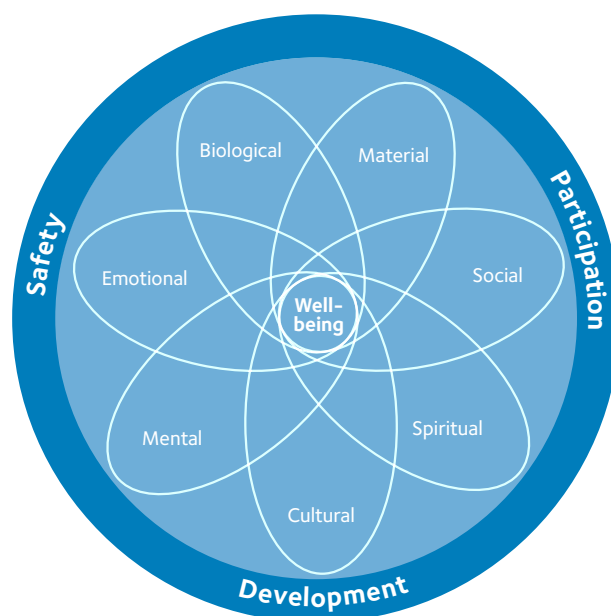 Biological
Material
Safety
Participation
Emotional
Social
Well-
being
Mental
Spiritual
Cultural
Development